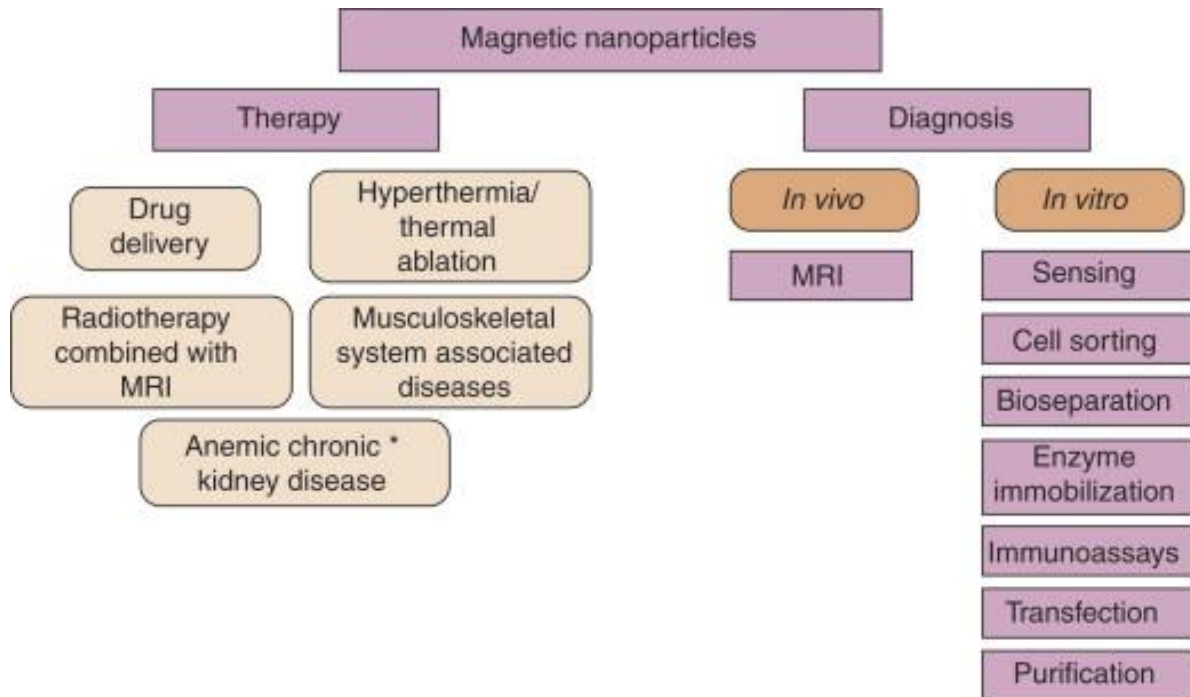 Magnetic nanoparticles
Therapy
Drug
delivery
Hyperthermia/
thermal
ablation
Radiotherapy
combined with
MRI
Musculoskeletal
system associated
diseases
Anemic chronic *
kidney disease
Diagnosis
In vivo
MRI
In vitro
Sensing
Cell sorting
Bioseparation
Enzyme
immobilization
Immunoassays
Transfection
Purification